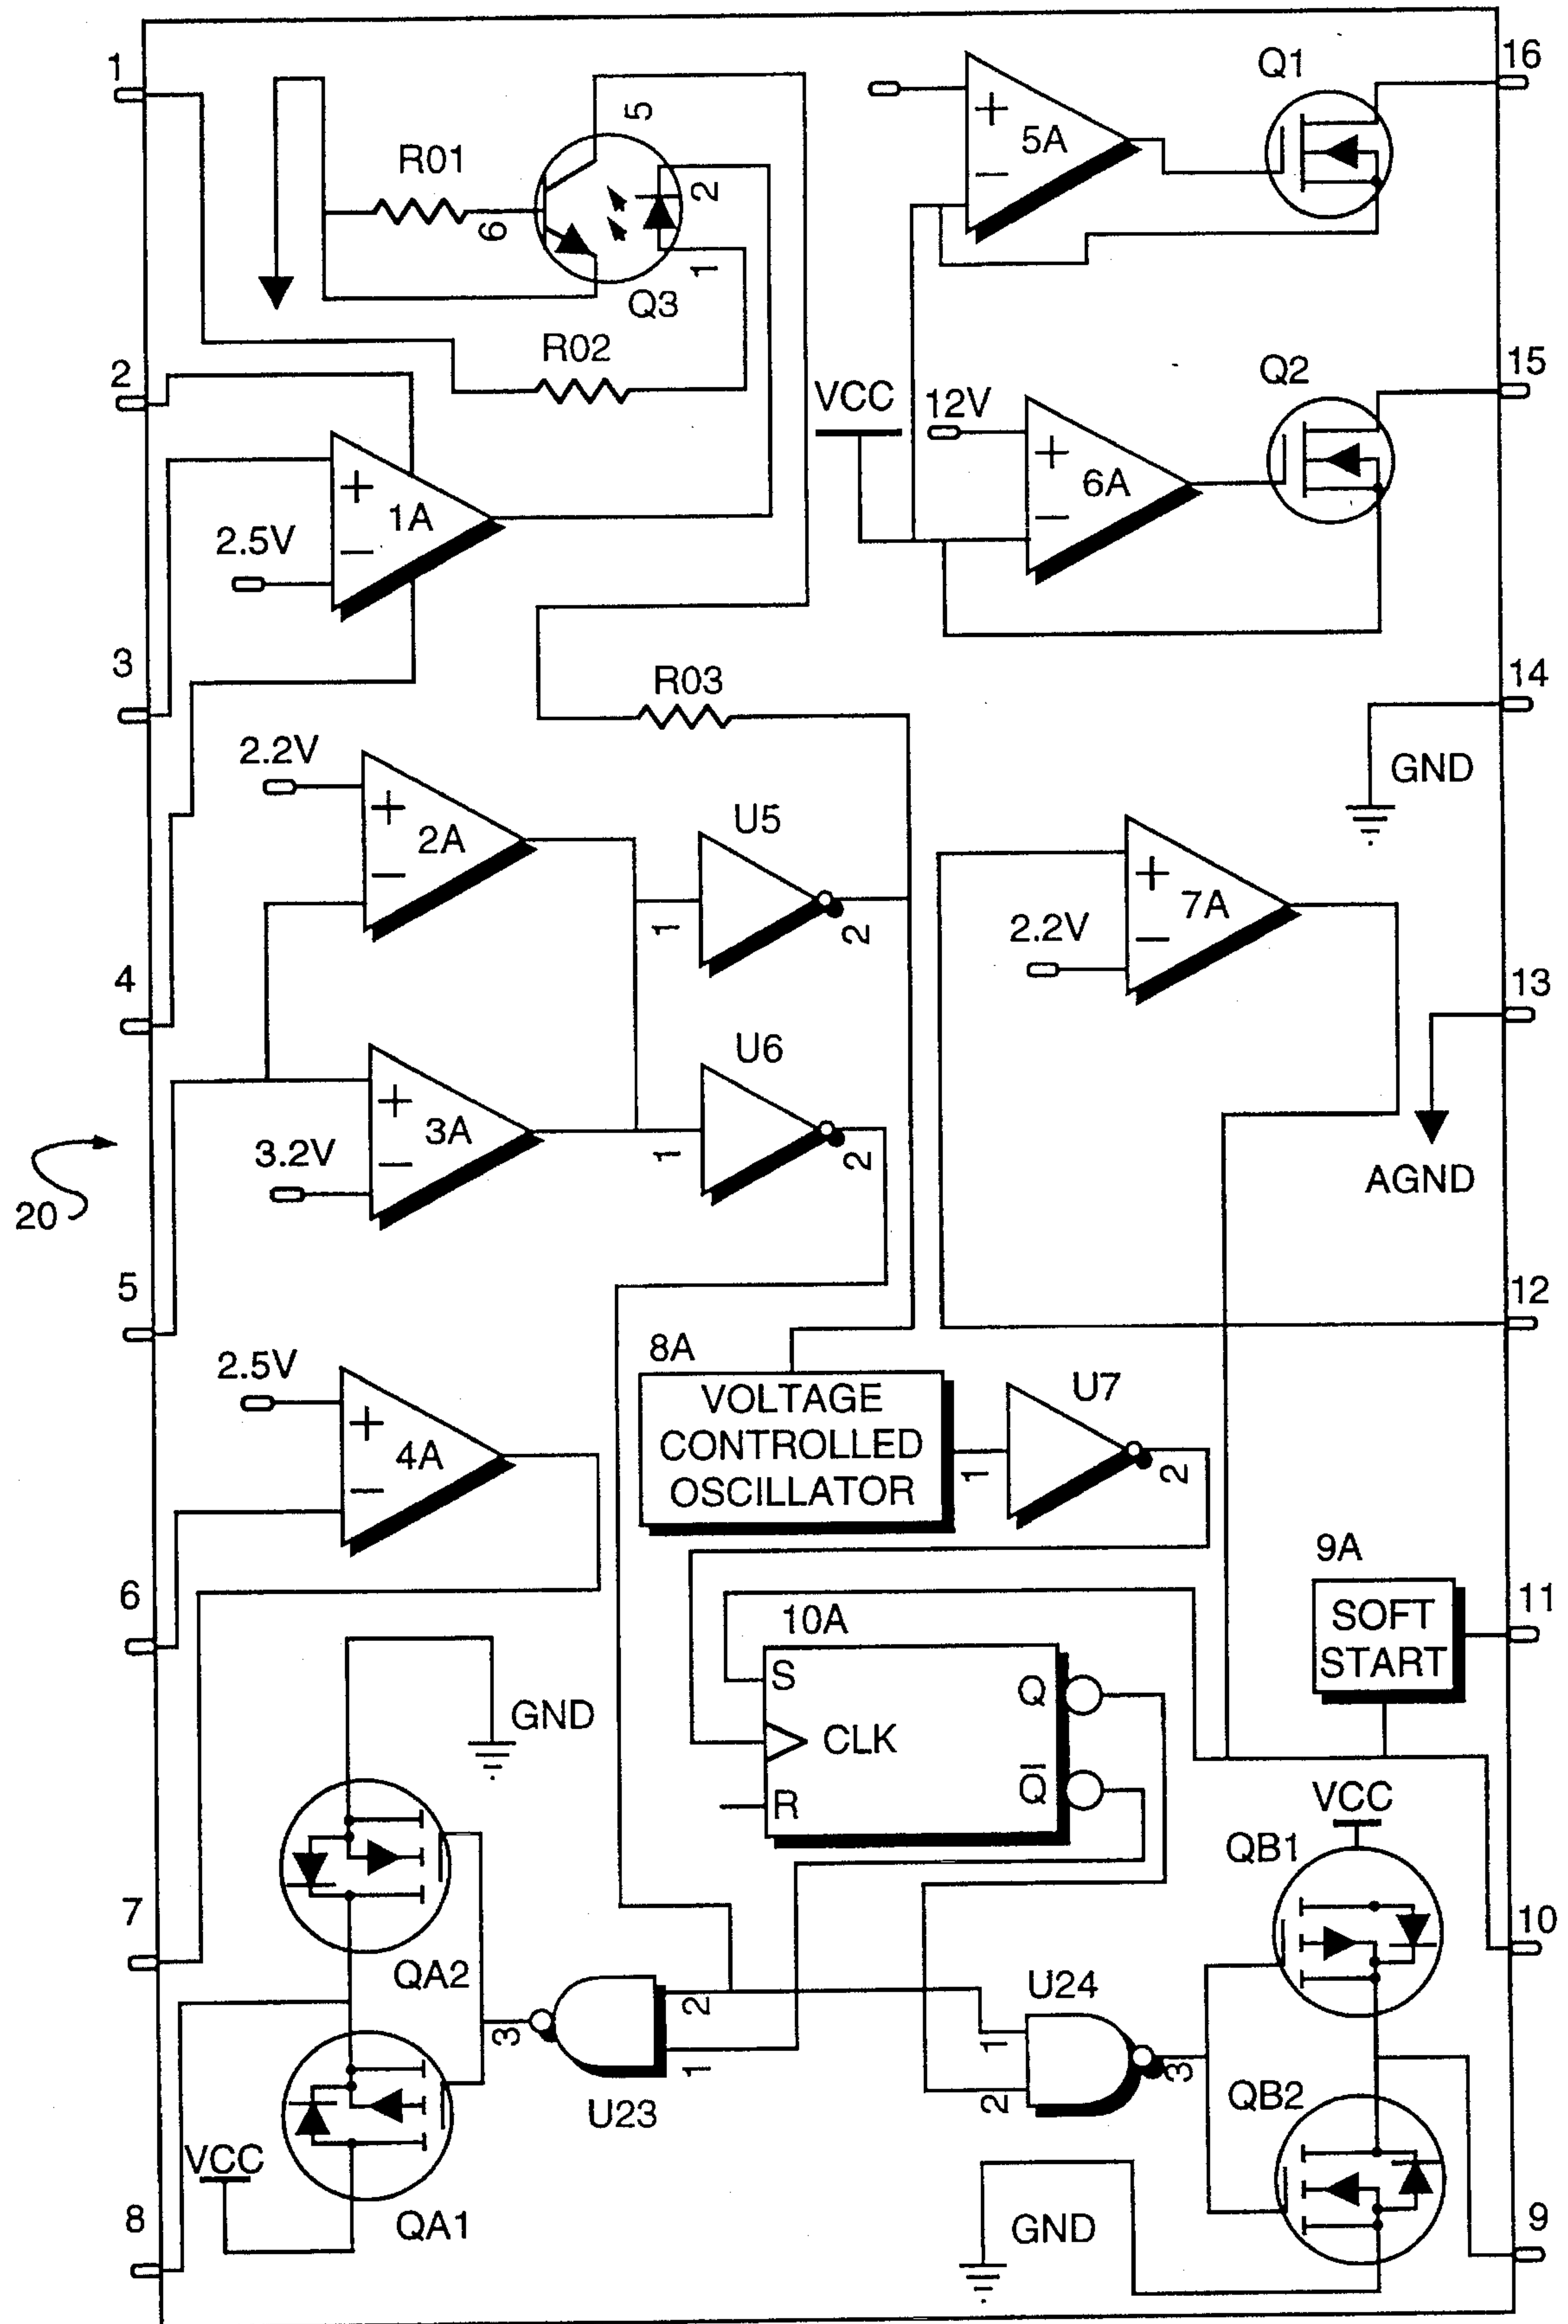 1
5
Q1
16
+
5A
−
R01
6
2
1
Q3
R02
2
VCC
12V
Q2
15
+
6A
−
+
1A
−
2.5V
3
R03
14
GND
2.2V
+
2A
−
U5
1
2
+
7A
−
2.2V
4
13
U6
+
3A
−
3.2V
1
2
AGND
20
5
12
2.5V
+
4A
−
8A
VOLTAGE
CONTROLLED
OSCILLATOR
U7
1
2
9A
SOFT
START
6
11
10A
S
Q
CLK
Q̅
R
GND
VCC
QB1
7
10
QA2
U24
2
3
1
1
2
3
U23
QB2
VCC
QA1
GND
8
9